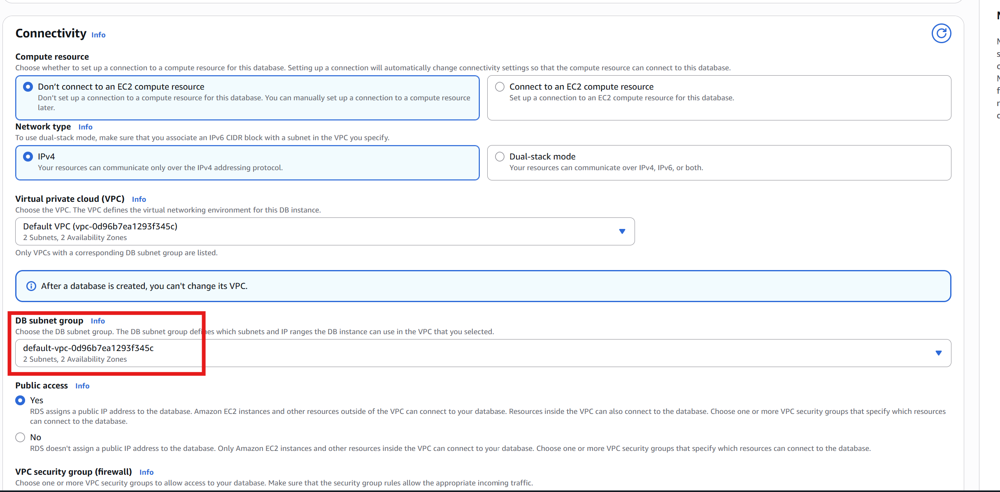 Connectivity Info
Compute resource
Choose whether to set up a connection to a compute resource for this database. Setting up a connection will automatically change connectivity settings so that the compute resource can connect to this database.
Don’t connect to an EC2 compute resource
Don’t set up a connection to a compute resource for this database. You can manually set up a connection to a compute resource
later.
Connect to an EC2 compute resource
Set up a connection to an EC2 compute resource for this database.
Network type Info
To use dual-stack mode, make sure that you associate an IPv6 CIDR block with a subnet in the VPC you specify.
IPv4
Your resources can communicate only over the IPv4 addressing protocol.
Dual-stack mode
Your resources can communicate over IPv4, IPv6, or both.
Virtual private cloud (VPC) Info
Choose the VPC. The VPC defines the virtual networking environment for this DB instance.
Default VPC (vpc-0d96b7ea1293f345c)
2 Subnets, 2 Availability Zones
Only VPCs with a corresponding DB subnet group are listed.
After a database is created, you can't change its VPC.
DB subnet group Info
Choose the DB subnet group. The DB subnet group defines which subnets and IP ranges the DB instance can use in the VPC that you selected.
default-vpc-0d96b7ea1293f345c
2 Subnets, 2 Availability Zones
Public access Info
Yes
RDS assigns a public IP address to the database. Amazon EC2 instances and other resources outside of the VPC can connect to your database. Resources inside the VPC can also connect to the database. Choose one or more VPC security groups that specify which resources
can connect to the database.
No
RDS doesn't assign a public IP address to the database. Only Amazon EC2 instances and other resources inside the VPC can connect to your database. Choose one or more VPC security groups that specify which resources can connect to the database.
VPC security group (firewall) Info
Choose one or more VPC security groups to allow access to your database. Make sure that the security group rules allow the appropriate incoming traffic.